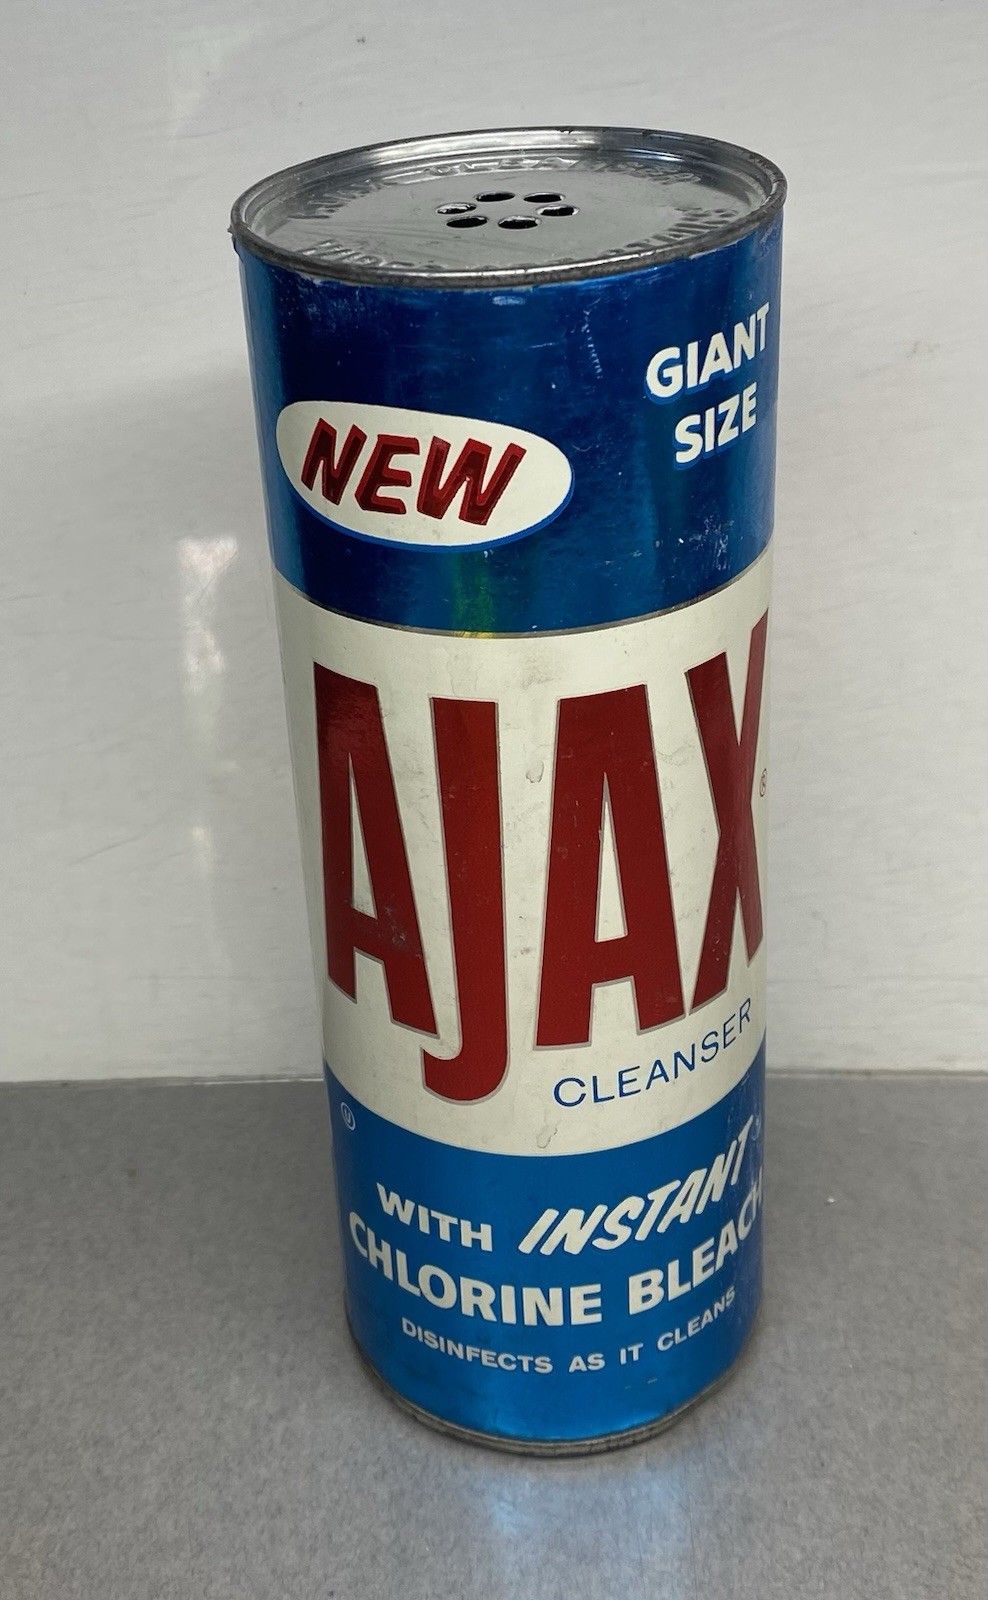 GIANT
SIZE
NEW
AJAX®
CLEANSER
Ⓤ
WITH INSTANT
CHLORINE BLEACH
DISINFECTS AS IT CLEANS